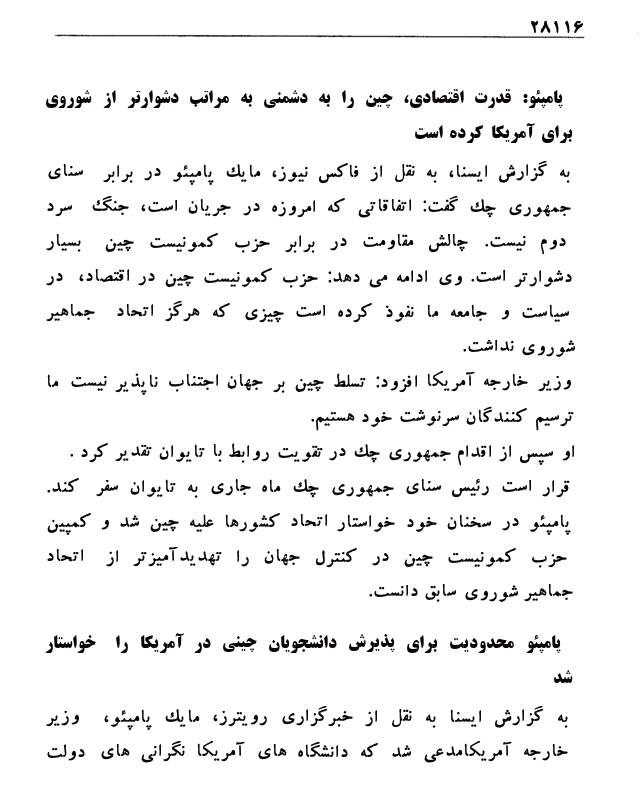 ۲۸۱۱۶
پامپئو: قدرت اقتصادی، چین را به دشمنی به مراتب دشوارتر از شوروی
برای آمریکا کرده است
به گزارش ایسنا، به نقل از فاکس نیوز، مایك پامپئو در برابر سنای
جمهوری چك گفت: اتفاقاتی که امروزه در جریان است، جنگ سرد
دوم نیست. چالش مقاومت در برابر حزب کمونیست چین بسیار
دشوارتر است. وی ادامه می دهد: حزب کمونیست چین در اقتصاد، در
سیاست و جامعه ما نفوذ کرده است چیزی که هرگز اتحاد جماهیر
شوروی نداشت.
وزیر خارجه آمریکا افزود: تسلط چین بر جهان اجتناب ناپذیر نیست ما
ترسیم کنندگان سرنوشت خود هستیم.
او سپس از اقدام جمهوری چك در تقویت روابط با تایوان تقدیر کرد .
قرار است رئیس سنای جمهوری چك ماه جاری به تایوان سفر کند.
پامپئو در سخنان خود خواستار اتحاد کشورها علیه چین شد و کمپین
حزب کمونیست چین در کنترل جهان را تهدیدآمیزتر از اتحاد
جماهیر شوروی سابق دانست.
پامپئو محدودیت برای پذیرش دانشجویان چینی در آمریکا را خواستار
شد
به گزارش ایسنا به نقل از خبرگزاری رویترز، مایك پامپئو، وزیر
خارجه آمریکامدعی شد که دانشگاه های آمریکا نگرانی های دولت